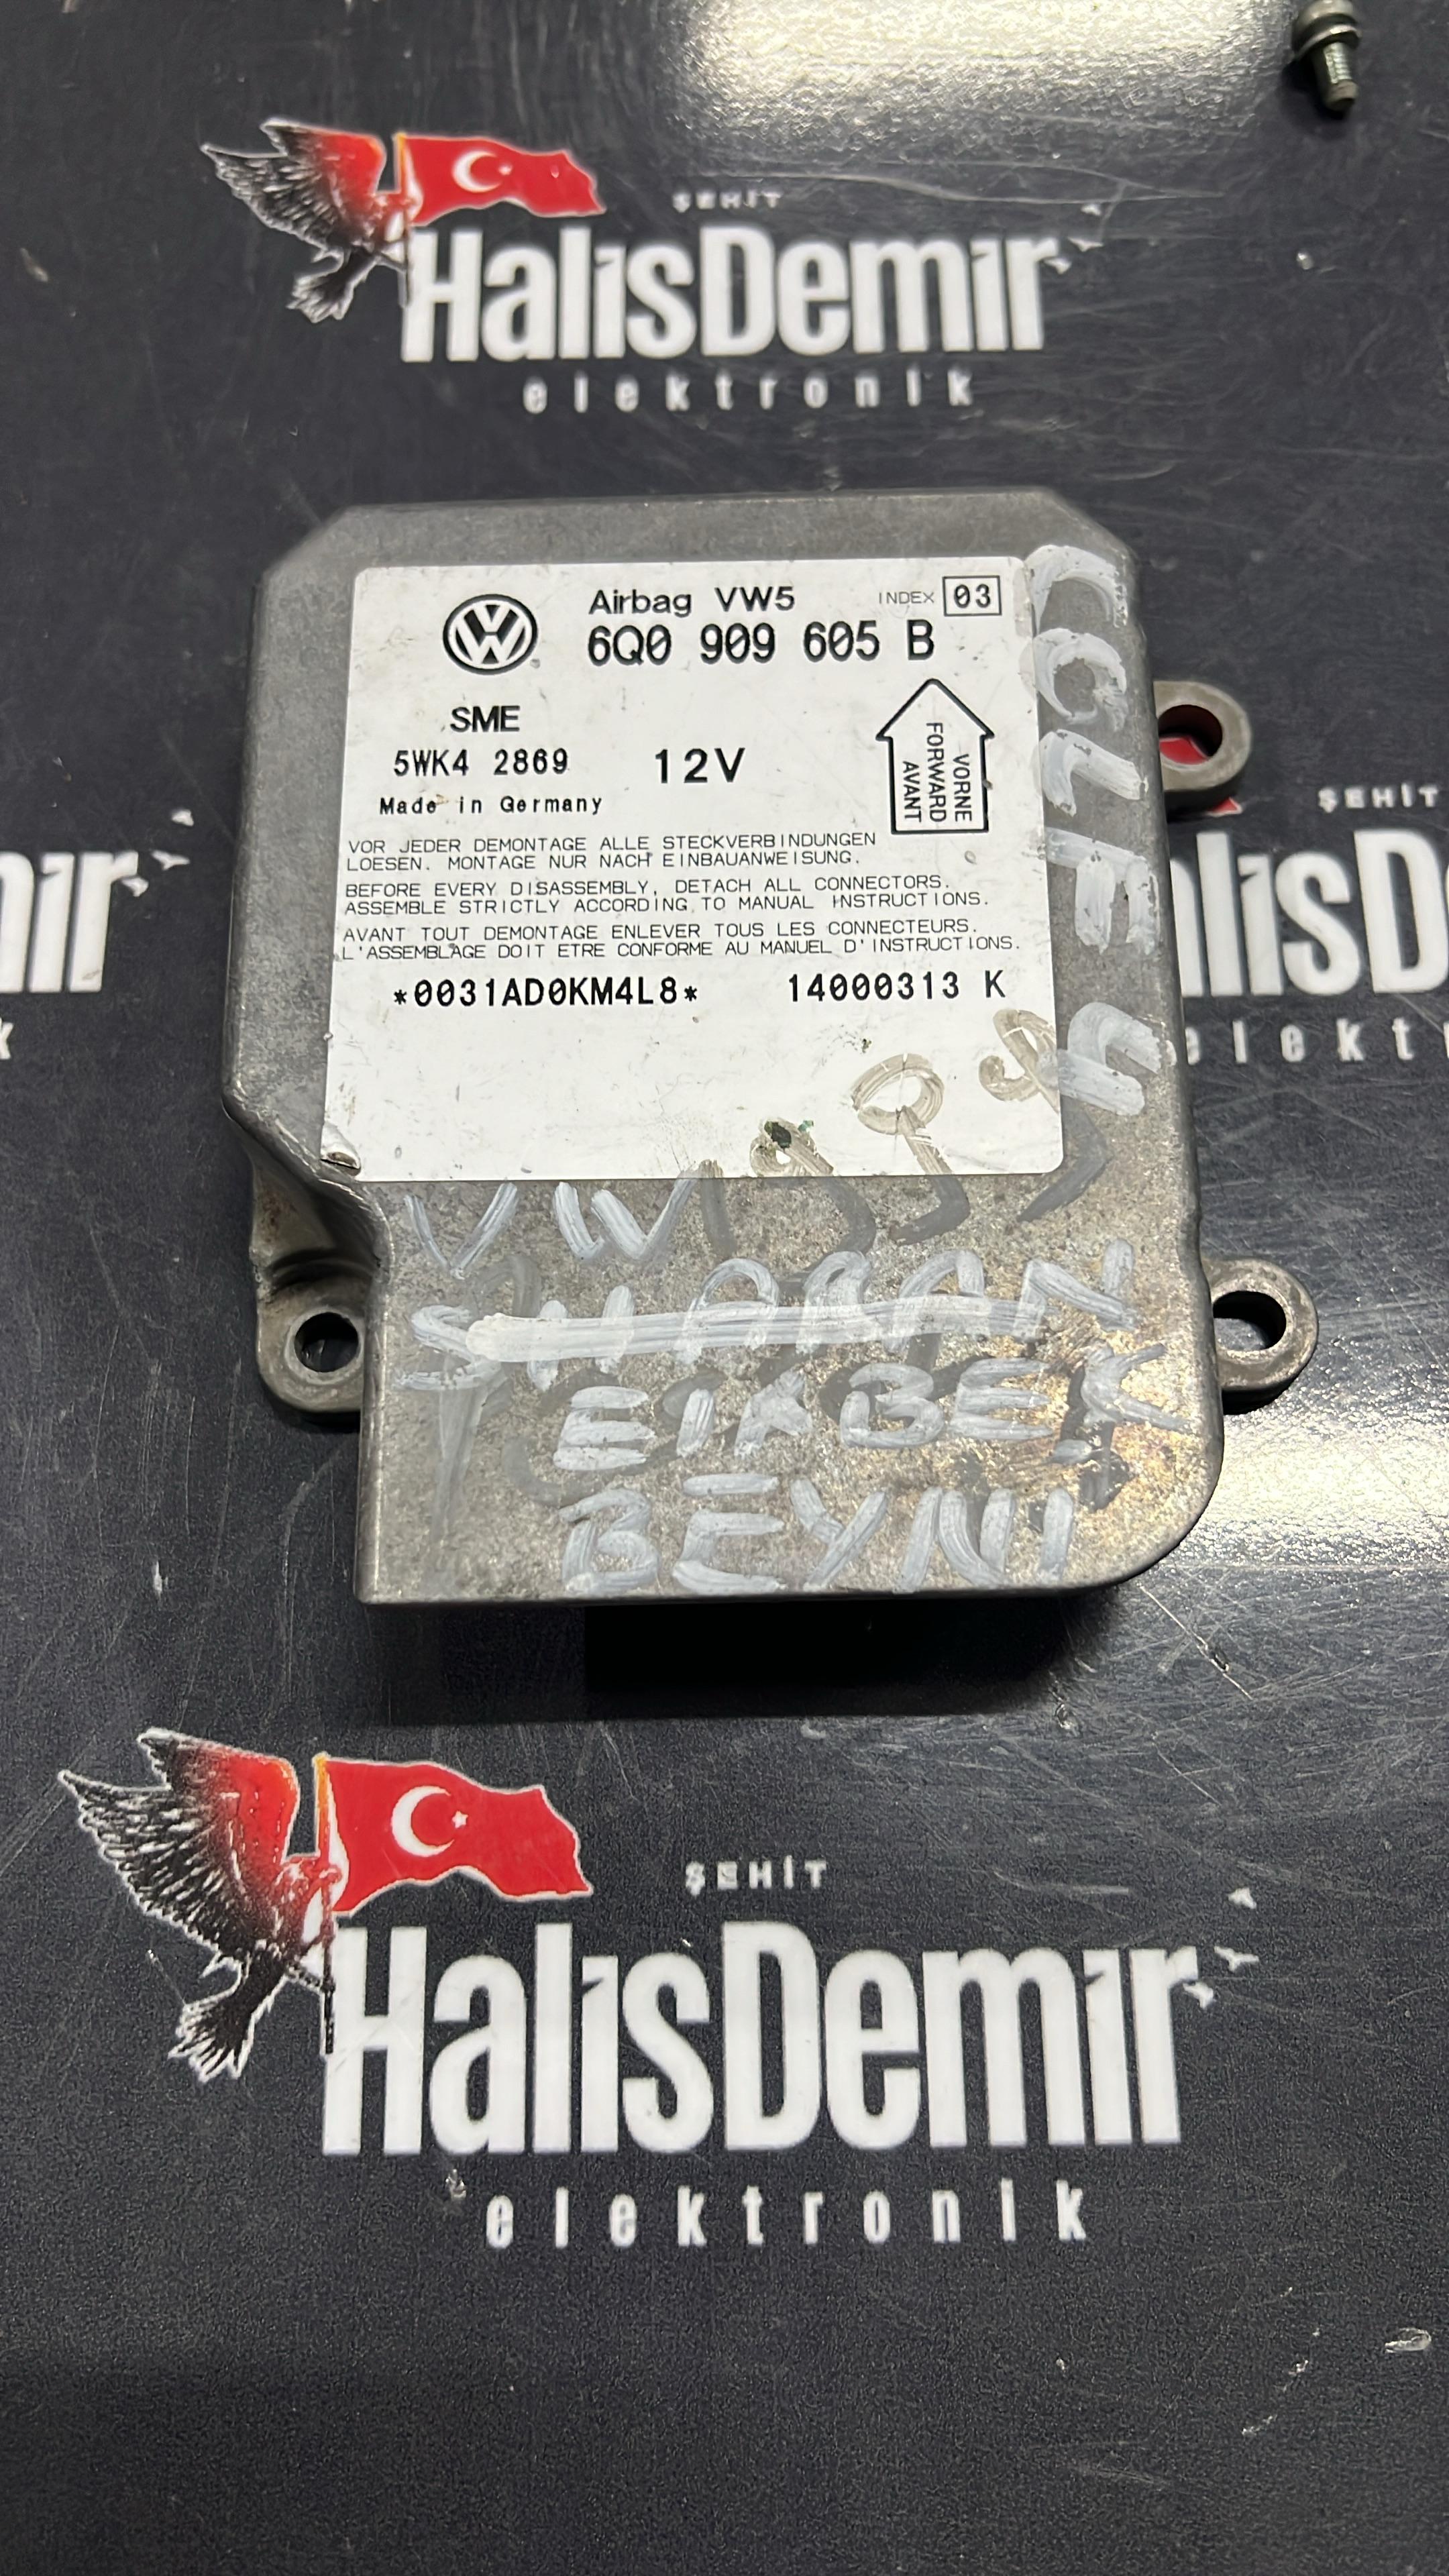 ŞEHİT
HalisDemir
elektronik
Airbag VW5 INDEX 03
6Q0 909 605 B
SME
5WK4 2869 12V
Made in Germany
VORNE
FORWARD
AVANT
VOR JEDER DEMONTAGE ALLE STECKVERBINDUNGEN
LOESEN. MONTAGE NUR NACH EINBAUANWEISUNG.
BEFORE EVERY DISASSEMBLY, DETACH ALL CONNECTORS.
ASSEMBLE STRICTLY ACCORDING TO MANUAL INSTRUCTIONS.
AVANT TOUT DEMONTAGE ENLEVER TOUS LES CONNECTEURS.
L'ASSEMBLAGE DOIT ETRE CONFORME AU MANUEL D'INSTRUCTIONS.
*0031AD0KM4L8* 14000313 K
VW
SHARAN
EIRBEK
BEYNI
ŞEHİT
elekt
ŞEHİT
HalisDemir
elektronik